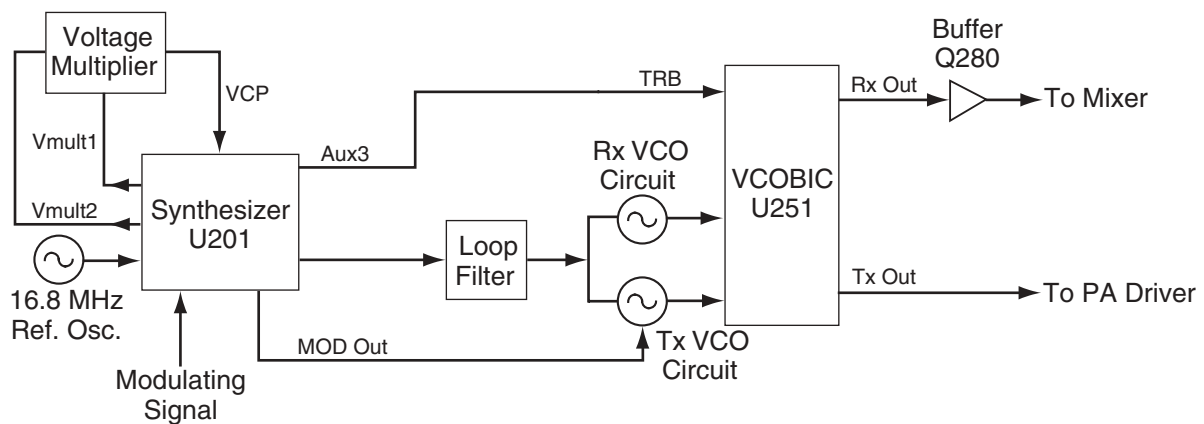 Voltage
Multiplier
VCP
Vmult1
Vmult2
16.8 MHz
Ref. Osc.
Synthesizer
U201
Modulating
Signal
Aux3
TRB
MOD Out
Loop
Filter
Rx VCO
Circuit
Tx VCO
Circuit
VCOBIC
U251
Rx Out
Buffer
Q280
To Mixer
Tx Out
To PA Driver